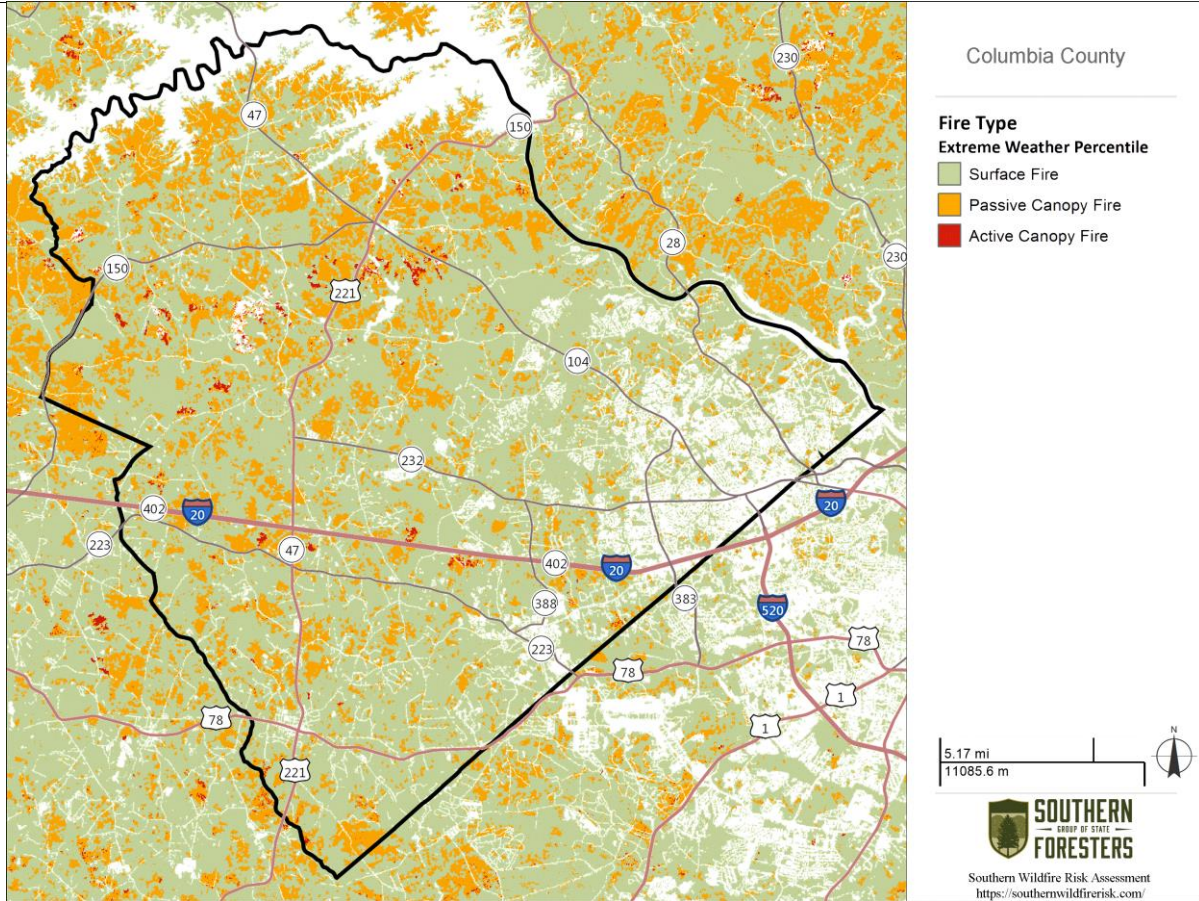 Columbia County
Fire Type
Extreme Weather Percentile
Surface Fire
Passive Canopy Fire
Active Canopy Fire
230
47
150
28
230
150
221
104
232
402
20
20
223
47
402
20
388
383
520
223
78
78
1
78
1
221
5.17 mi
11085.6 m
N
SOUTHERN
GROUP OF STATE
FORESTERS
Southern Wildfire Risk Assessment
https://southernwildfirerisk.com/